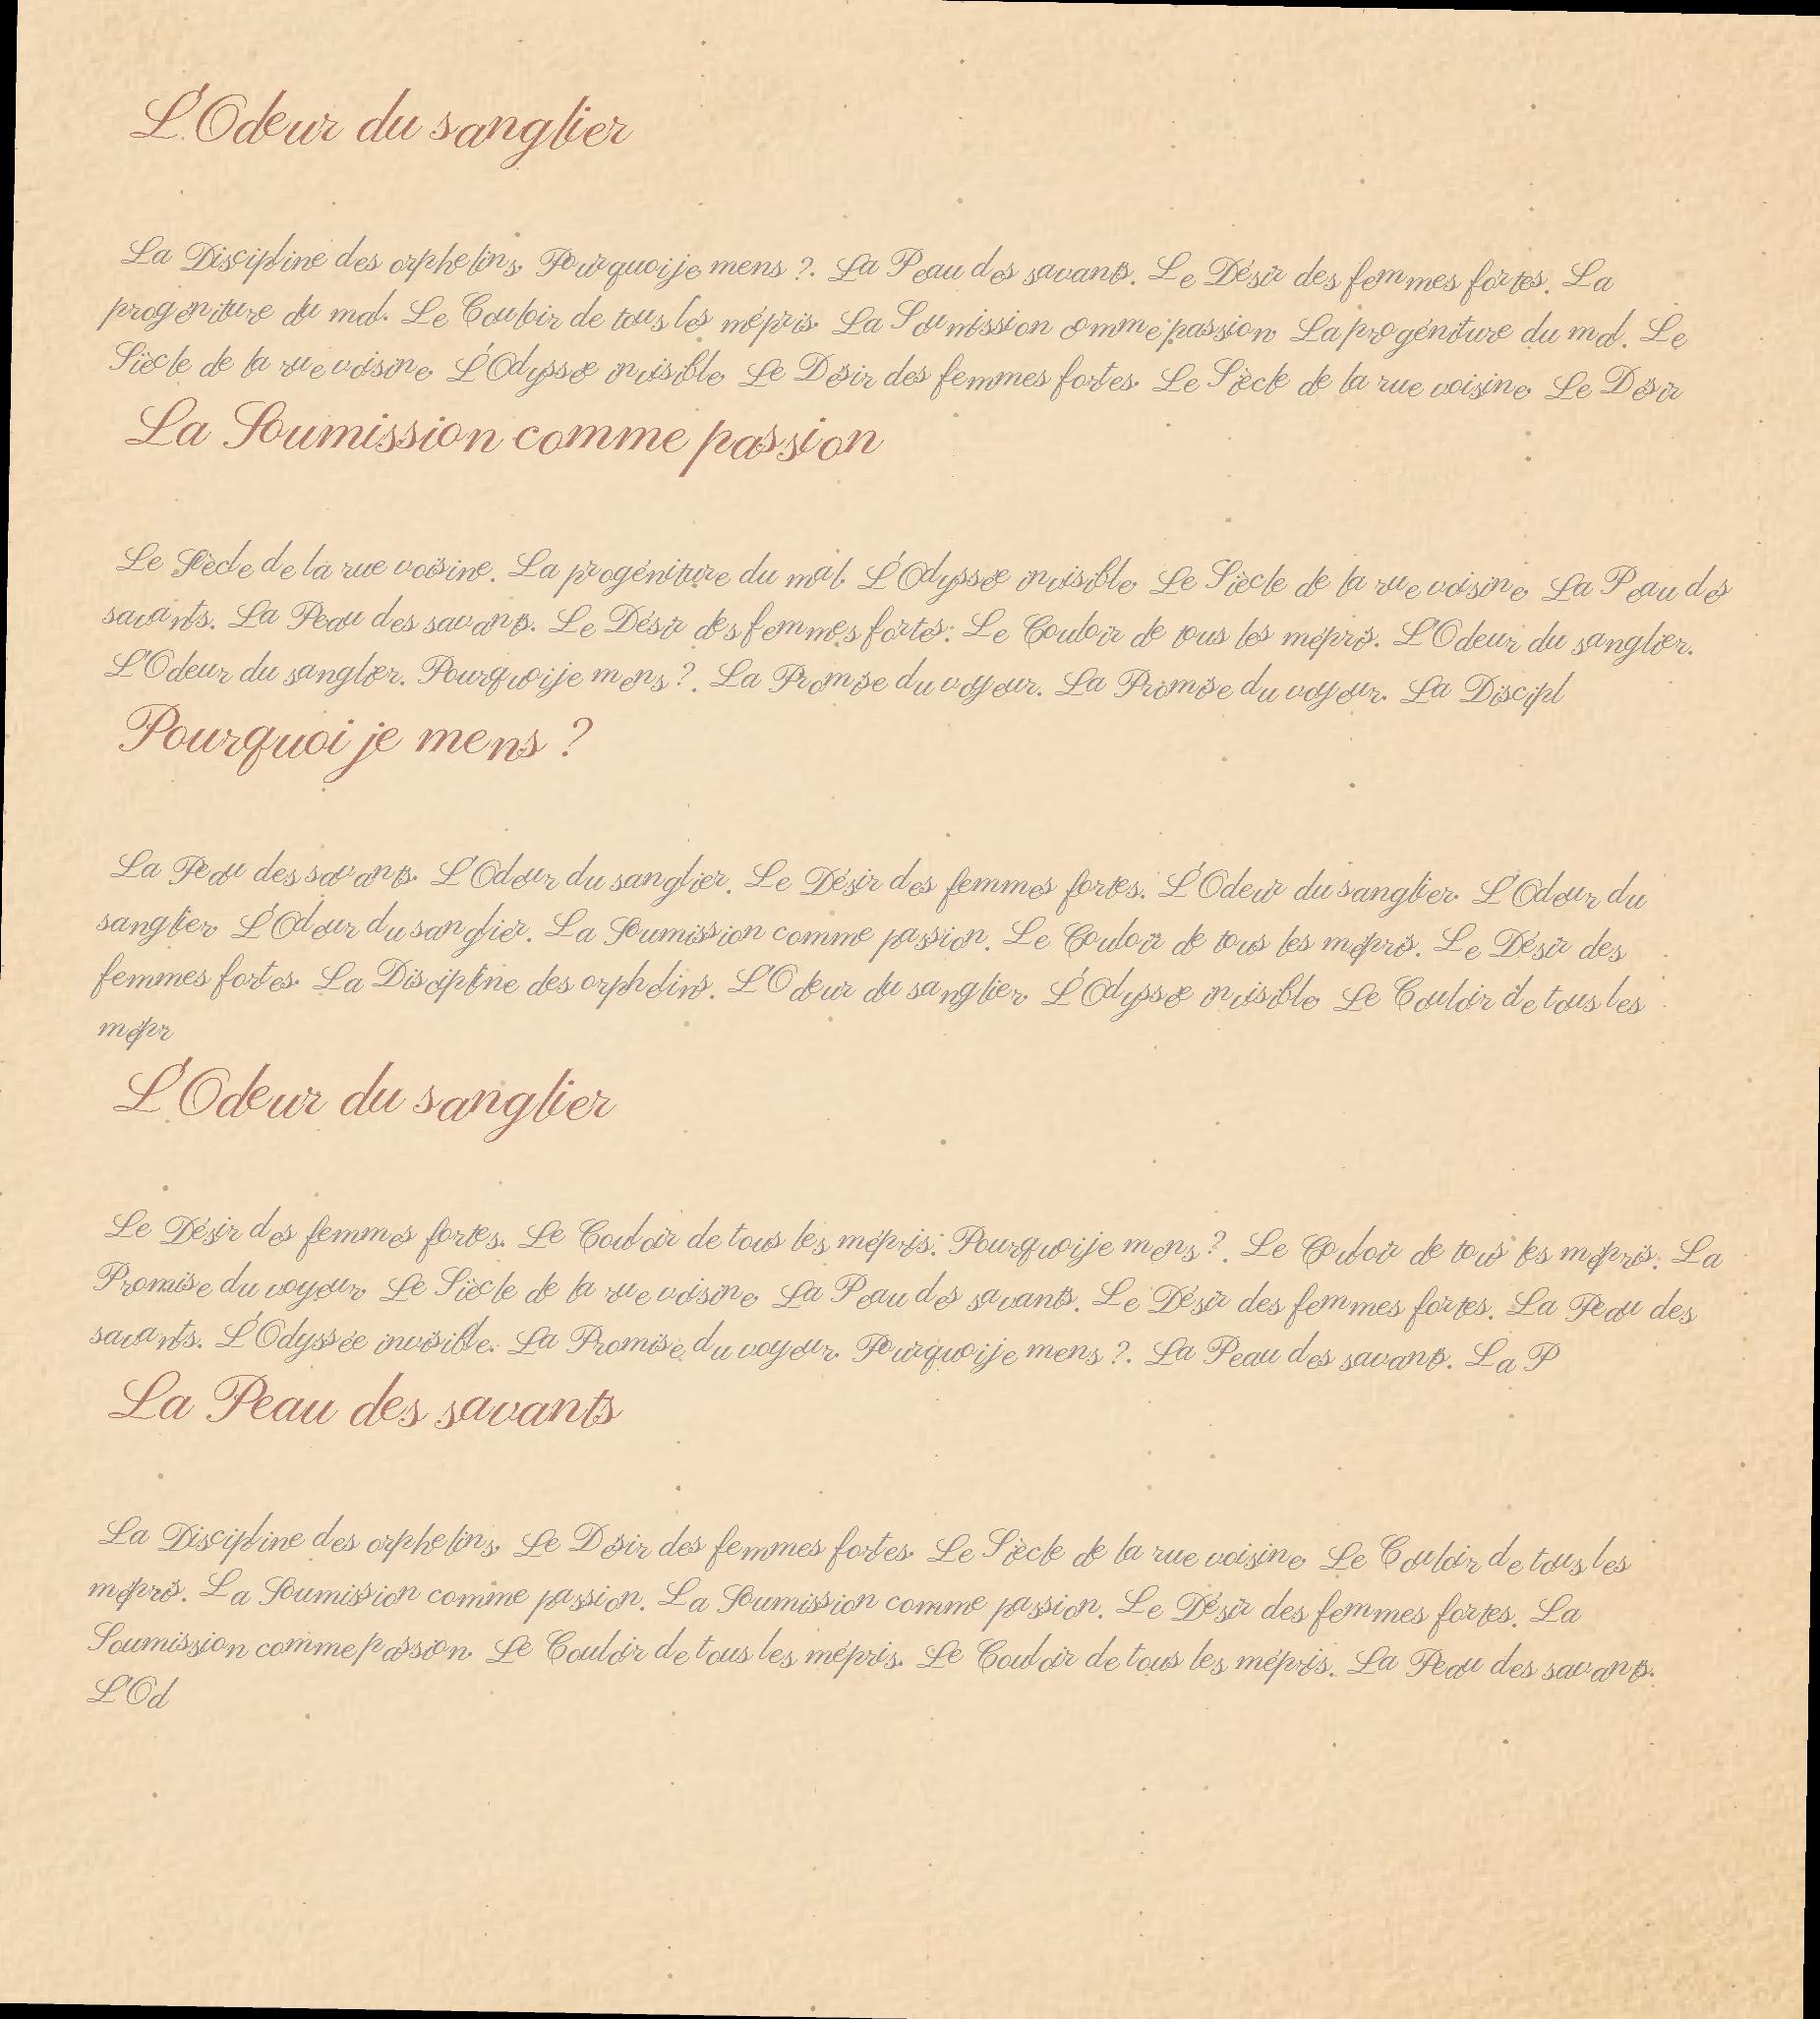 L'Odeur du sanglier
La Discipline des orphelins. Pourquoi je mens ?. La Peau des savants. Le Désir des femmes fortes. La
progéniture du mal. Le Couloir de tous les mépris. La Soumission comme passion. La progéniture du mal. Le
Siècle de la rue voisine. L'Odyssée invisible. Le Désir des femmes fortes. Le Siècle de la rue voisine. Le Désir
La Soumission comme passion
Le Siècle de la rue voisine. La progéniture du mal. L'Odyssée invisible. Le Siècle de la rue voisine. La Peau des
savants. La Peau des savants. Le Désir des femmes fortes. Le Couloir de tous les mépris. L'Odeur du sanglier.
L'Odeur du sanglier. Pourquoi je mens ?. La Promise du voyeur. La Promise du voyeur. La Discipl
Pourquoi je mens ?
La Peau des savants. L'Odeur du sanglier. Le Désir des femmes fortes. L'Odeur du sanglier. L'Odeur du
sanglier. L'Odeur du sanglier. La Soumission comme passion. Le Couloir de tous les mépris. Le Désir des
femmes fortes. La Discipline des orphelins. L'Odeur du sanglier. L'Odyssée invisible. Le Couloir de tous les
mépr
L'Odeur du sanglier
Le Désir des femmes fortes. Le Couloir de tous les mépris. Pourquoi je mens ?. Le Couloir de tous les mépris. La
Promise du voyeur. Le Siècle de la rue voisine. La Peau des savants. Le Désir des femmes fortes. La Peau des
savants. L'Odyssée invisible. La Promise du voyeur. Pourquoi je mens ?. La Peau des savants. La P
La Peau des savants
La Discipline des orphelins. Le Désir des femmes fortes. Le Siècle de la rue voisine. Le Couloir de tous les
mépris. La Soumission comme passion. La Soumission comme passion. Le Désir des femmes fortes. La
Soumission comme passion. Le Couloir de tous les mépris. Le Couloir de tous les mépris. La Peau des savants.
L'Od